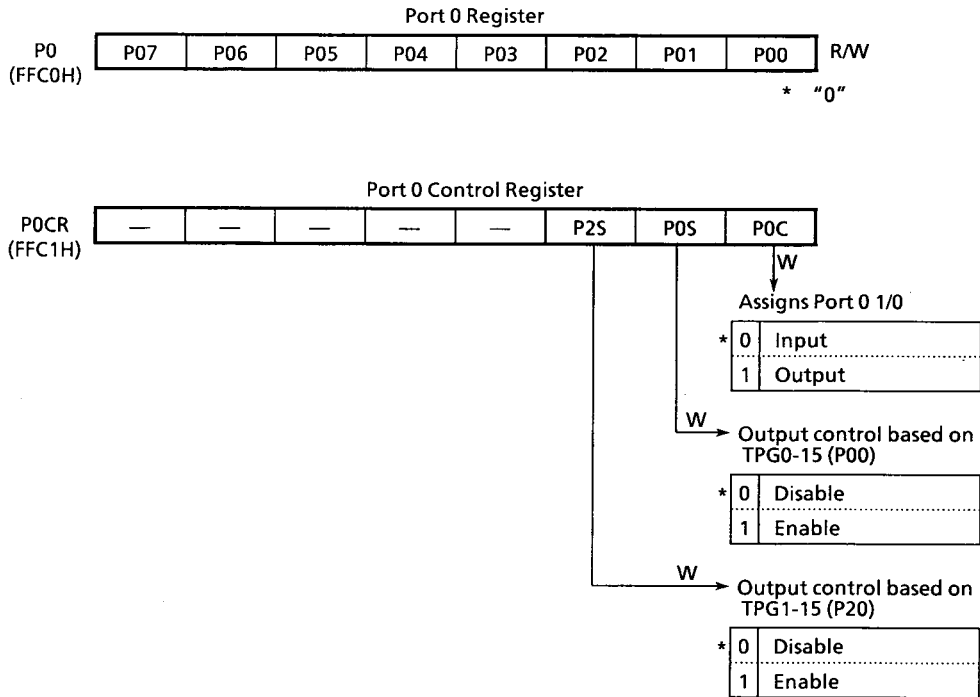 Port 0 Register
P0 P07 P06 P05 P04 P03 P02 P01 P00 R/W
(FFC0H)
* "0"
Port 0 Control Register
P0CR — — — — — P2S P0S P0C
(FFC1H)
W
Assigns Port 0 1/0
* 0 Input
1 Output
W
Output control based on
TPG0-15 (P00)
* 0 Disable
1 Enable
W
Output control based on
TPG1-15 (P20)
* 0 Disable
1 Enable